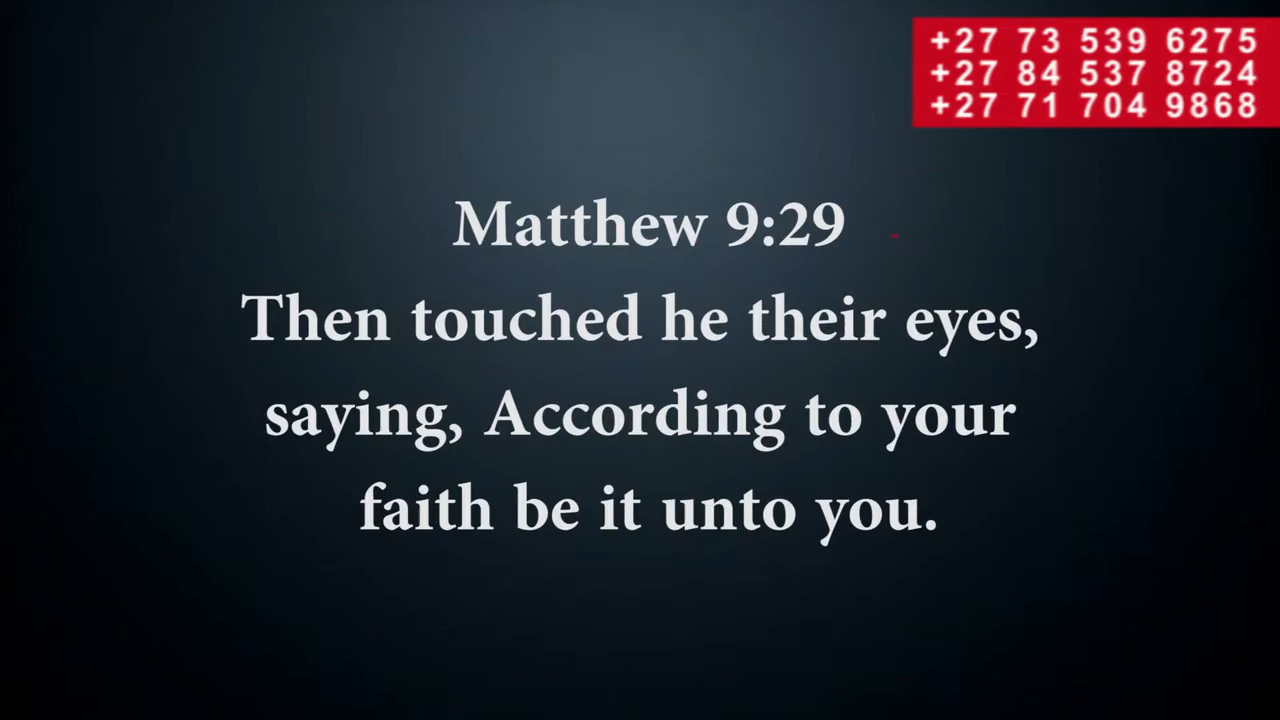 +27 73 539 6275
+27 84 537 8724
+27 71 704 9868
Matthew 9:29
Then touched he their eyes,
saying, According to your
faith be it unto you.